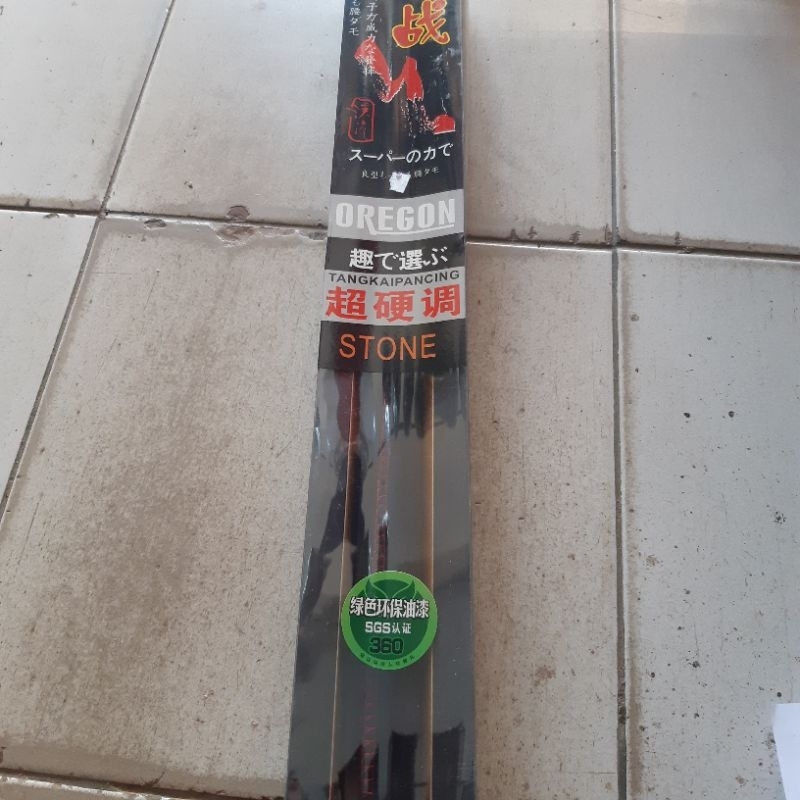 战
スーパーの力で
OREGON
趣で選ぶ
TANGKAIPANCING
超硬调
STONE
绿色环保油漆
SGS认证
360